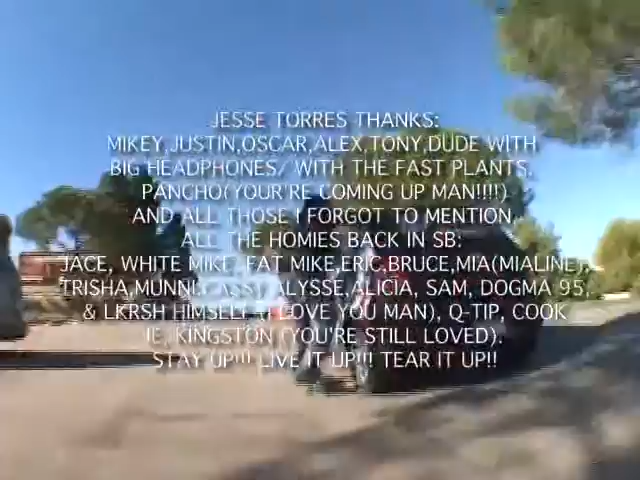 JESSE TORRES THANKS:
MIKEY,JUSTIN,OSCAR,ALEX,TONY,DUDE WITH
BIG HEADPHONES/ WITH THE FAST PLANTS.
PANCHO(YOUR'RE COMING UP MAN!!!!)
AND ALL THOSE I FORGOT TO MENTION,
ALL THE HOMIES BACK IN SB:
JACE, WHITE MIKE, FAT MIKE,ERIC,BRUCE,MIA(MIALINE),
TRISHA,MUNNI, ALYSSE,ALICIA, SAM, DOGMA 95,
& LKRSH HIMSELF (I LOVE YOU MAN), Q-TIP, COOK
IE, KINGSTON (YOU'RE STILL LOVED).
STAY UP!!! LIVE IT UP!!! TEAR IT UP!!